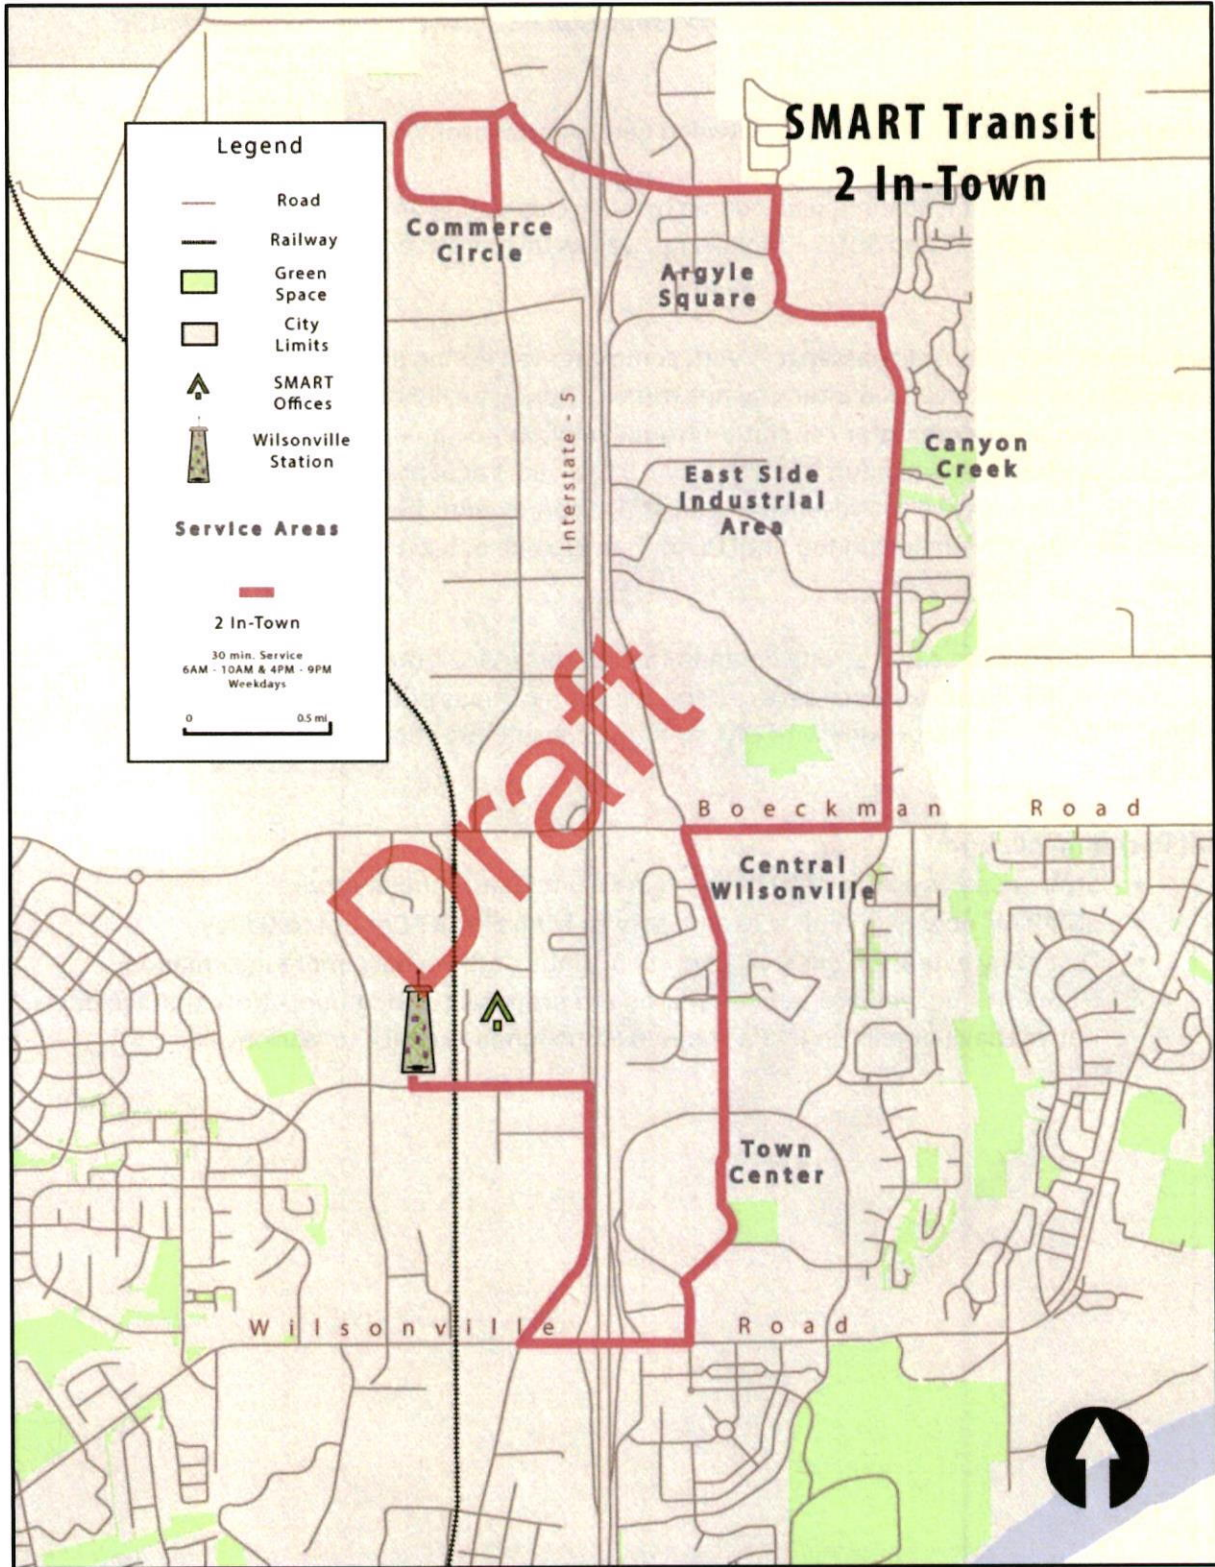 SMART Transit
2 In-Town
Legend
Road
Railway
Green
Space
City
Limits
SMART
Offices
Wilsonville
Station
Service Areas
2 In-Town
30 min. Service
6AM - 10AM & 4PM - 9PM
Weekdays
0 0.5 mi
Commerce
Circle
Argyle
Square
Interstate - 5
East Side
Industrial
Area
Canyon
Creek
Draft
Boeckman Road
Central
Wilsonville
Town
Center
Wilsonville Road